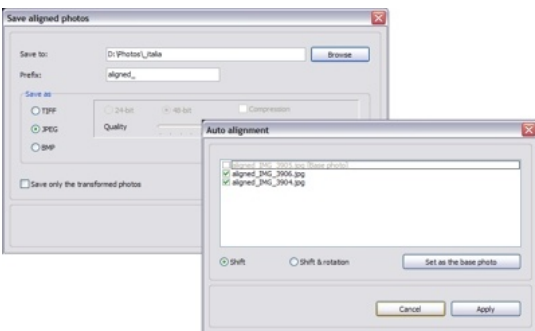 Save aligned photos
Save to: D:\Photos\_italia Browse
Prefix: aligned_
Save as
TIFF 24-bit 48-bit Compression
JPEG Quality
BMP
Save only the transformed photos
Auto alignment
aligned_IMG_3905.jpg [Base photo]
aligned_IMG_3906.jpg
aligned_IMG_3904.jpg
Shift Shift & rotation Set as the base photo
Cancel Apply